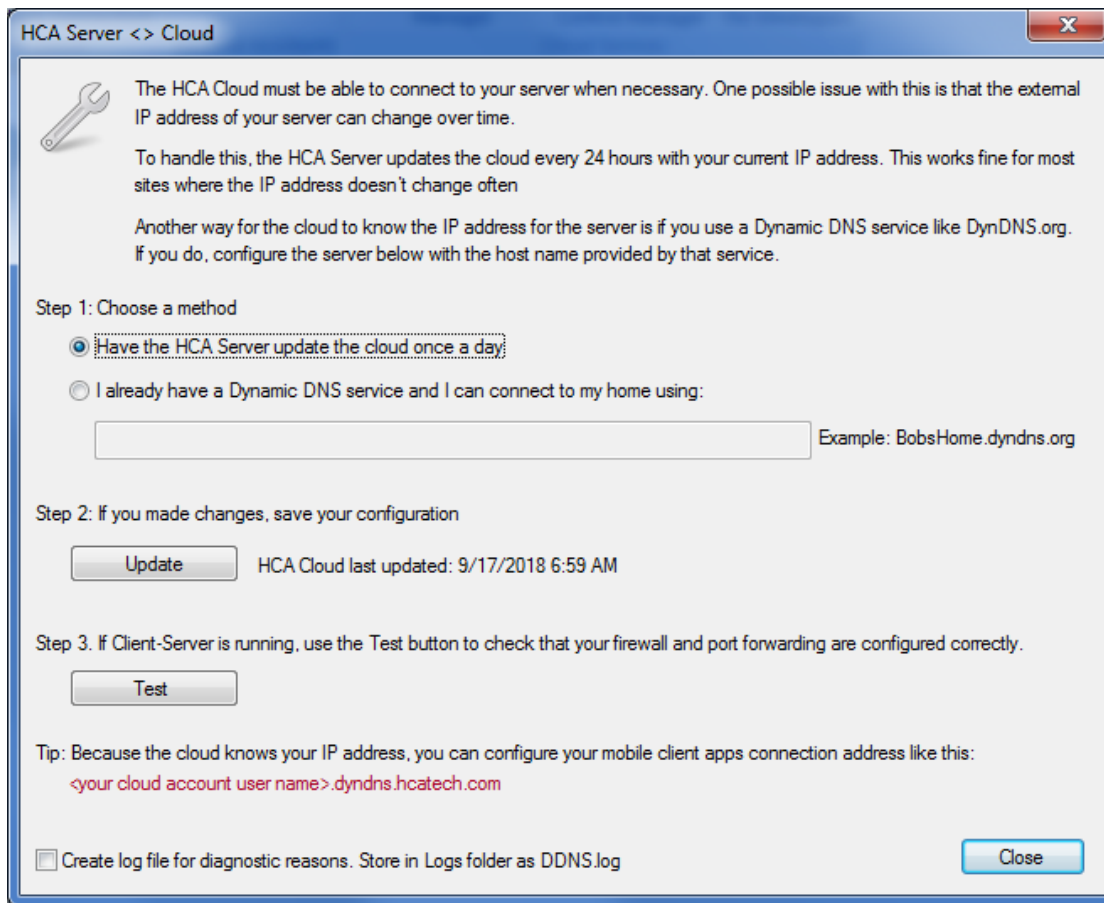 HCA Server <> Cloud
The HCA Cloud must be able to connect to your server when necessary. One possible issue with this is that the external
IP address of your server can change over time.
To handle this, the HCA Server updates the cloud every 24 hours with your current IP address. This works fine for most
sites where the IP address doesn't change often
Another way for the cloud to know the IP address for the server is if you use a Dynamic DNS service like DynDNS.org.
If you do, configure the server below with the host name provided by that service.
Step 1: Choose a method
Have the HCA Server update the cloud once a day
I already have a Dynamic DNS service and I can connect to my home using:
Example: BobsHome.dyndns.org
Step 2: If you made changes, save your configuration
Update HCA Cloud last updated: 9/17/2018 6:59 AM
Step 3. If Client-Server is running, use the Test button to check that your firewall and port forwarding are configured correctly.
Test
Tip: Because the cloud knows your IP address, you can configure your mobile client apps connection address like this:
<your cloud account user name>.dyndns.hcatech.com
Create log file for diagnostic reasons. Store in Logs folder as DDNS.log
Close